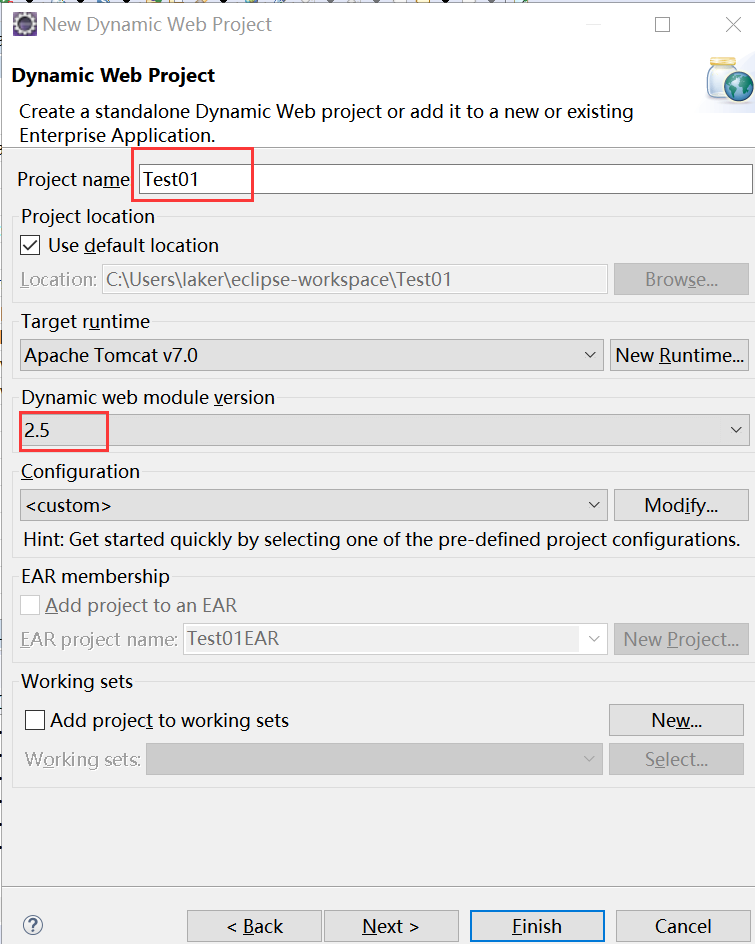 New Dynamic Web Project
Dynamic Web Project
Create a standalone Dynamic Web project or add it to a new or existing
Enterprise Application.
Project name Test01
Project location
Use default location
Location: C:\Users\laker\eclipse-workspace\Test01 Browse...
Target runtime
Apache Tomcat v7.0 New Runtime...
Dynamic web module version
2.5
Configuration
<custom> Modify...
Hint: Get started quickly by selecting one of the pre-defined project configurations.
EAR membership
Add project to an EAR
EAR project name: Test01EAR New Project...
Working sets
Add project to working sets New...
Working sets: Select...
? < Back Next > Finish Cancel